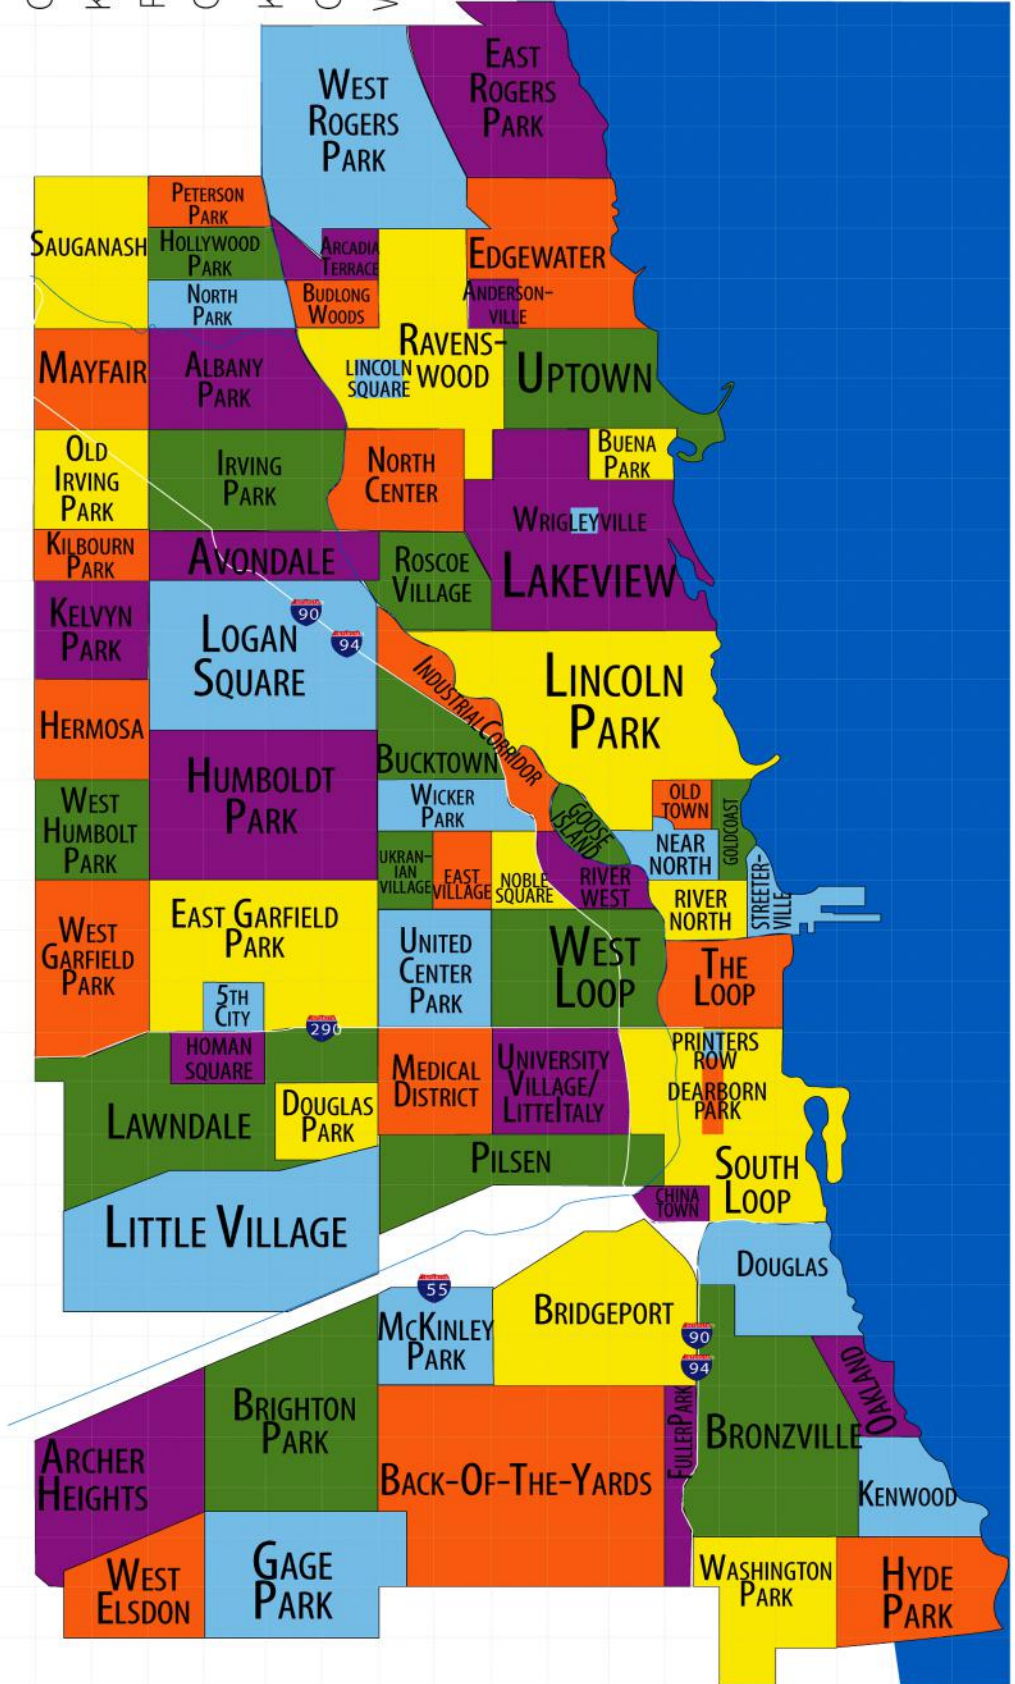 EAST
ROGERS
PARK
WEST
ROGERS
PARK
PETERSON
PARK
SAUGANASH
HOLLYWOOD
PARK
ARCADIA
TERRACE
EDGEWATER
NORTH
PARK
BUDLONG
WOODS
ANDERSON-
VILLE
MAYFAIR
ALBANY
PARK
RAVENS-
WOOD
LINCOLN
SQUARE
UPTOWN
OLD
IRVING
PARK
IRVING
PARK
NORTH
CENTER
BUENA
PARK
WRIGLEYVILLE
KILBOURN
PARK
AVONDALE
ROSCOE
VILLAGE
LAKEVIEW
KELVYN
PARK
90
94
LOGAN
SQUARE
LINCOLN
PARK
INDUSTRIAL CORRIDOR
HERMOSA
BUCKTOWN
HUMBOLDT
PARK
WEST
HUMBOLT
PARK
WICKER
PARK
GOOSE
ISLAND
OLD
TOWN
GOLDCOAST
NEAR
NORTH
UKRAN-
IAN
VILLAGE
EAST
VILLAGE
NOBLE
SQUARE
RIVER
WEST
RIVER
NORTH
STREETER-
VILLE
WEST
GARFIELD
PARK
EAST GARFIELD
PARK
UNITED
CENTER
PARK
WEST
LOOP
THE
LOOP
5TH
CITY
290
HOMAN
SQUARE
MEDICAL
DISTRICT
UNIVERSITY
VILLAGE/
LITTEITALY
PRINTERS
ROW
DEARBORN
PARK
LAWNDALE
DOUGLAS
PARK
PILSEN
SOUTH
LOOP
CHINA
TOWN
LITTLE VILLAGE
DOUGLAS
55
BRIDGEPORT
MCKINLEY
PARK
90
94
OAKLAND
BRIGHTON
PARK
FULLERPARK
BRONZVILLE
ARCHER
HEIGHTS
BACK-OF-THE-YARDS
KENWOOD
WEST
ELSDON
GAGE
PARK
WASHINGTON
PARK
HYDE
PARK